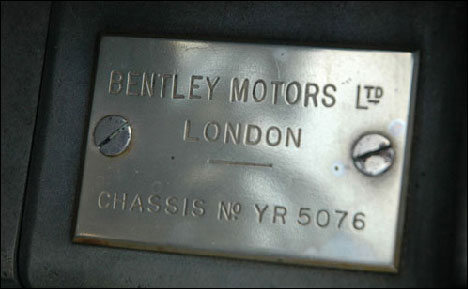 BENTLEY MOTORS LTD
LONDON
CHASSIS No YR 5076